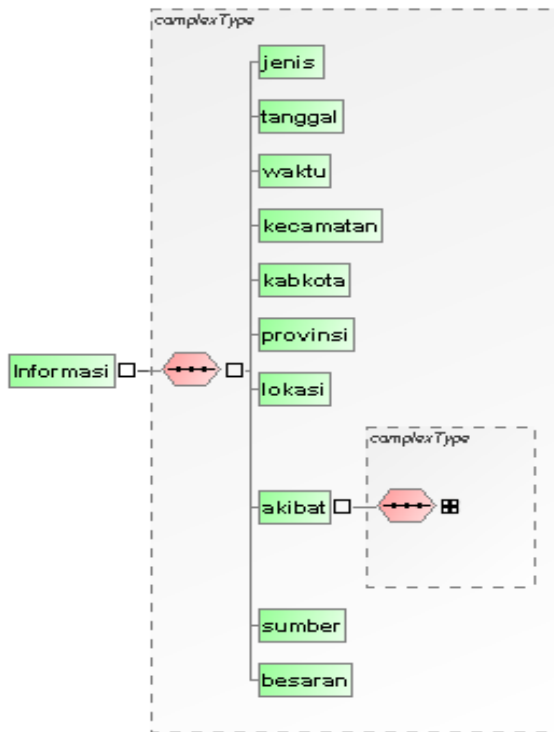 complexType
jenis
tanggal
waktu
kecamatan
kabkota
provinsi
Informasi
lokasi
complexType
akibat
sumber
besaran